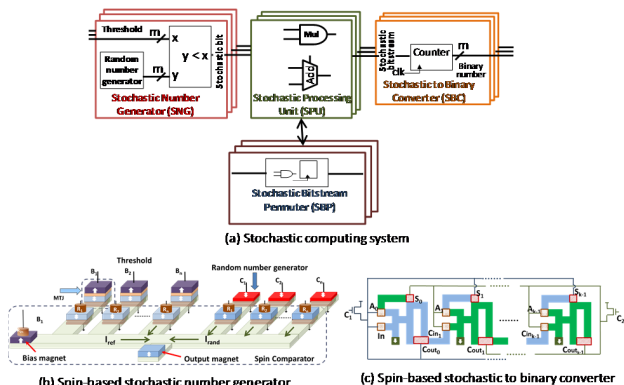 Threshold m x
Random number generator m y
y < x
Stochastic bit
Stochastic Number Generator (SNG)
Mul
Add
Stochastic Processing Unit (SPU)
Stochastic bitstream
Counter
clk
m
Binary number
Stochastic to Binary Converter (SBC)
Stochastic Bitstream Permuter (SBP)
(a) Stochastic computing system
Threshold
Random number generator
MTJ
B₁ B₂ Bₙ
C₁ Cₙ
Bₛ
Iref Irand
Bias magnet
Output magnet
Spin Comparator
(b) Spin-based stochastic number generator
C₁
In
S₀ S₁ Sₖ₋₁
Cin₁ Cinₖ₋₁
Aₖ₋₁
Cout₀ Cout₁ Coutₖ₋₁
C₂
(c) Spin-based stochastic to binary converter